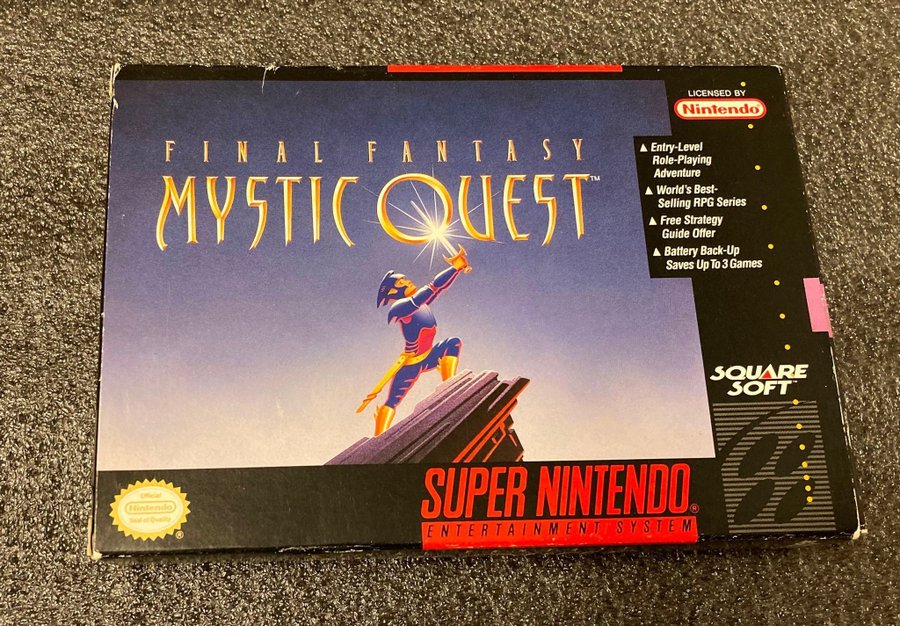 FINAL FANTASY
MYSTIC QUEST™
LICENSED BY
Nintendo
▲ Entry-Level
Role-Playing
Adventure
▲ World's Best-
Selling RPG Series
▲ Free Strategy
Guide Offer
▲ Battery Back-Up
Saves Up To 3 Games
SQUARE
SOFT™
Official
Nintendo
Seal of Quality
®
SUPER NINTENDO®
ENTERTAINMENT SYSTEM